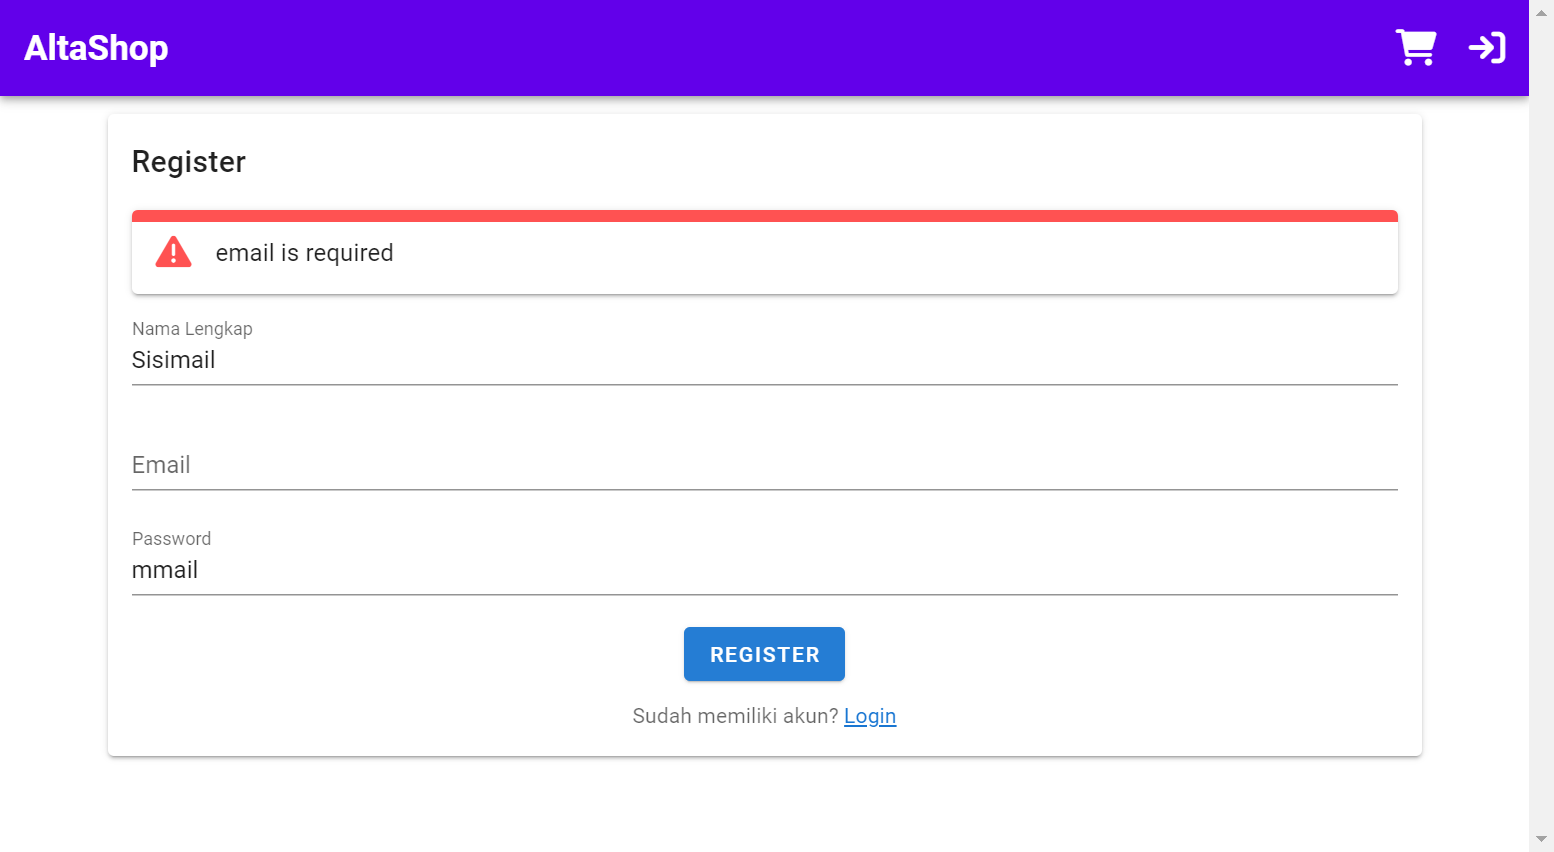 AltaShop
Register
email is required
Nama Lengkap
Sisimail
Email
Password
mmail
REGISTER
Sudah memiliki akun? Login